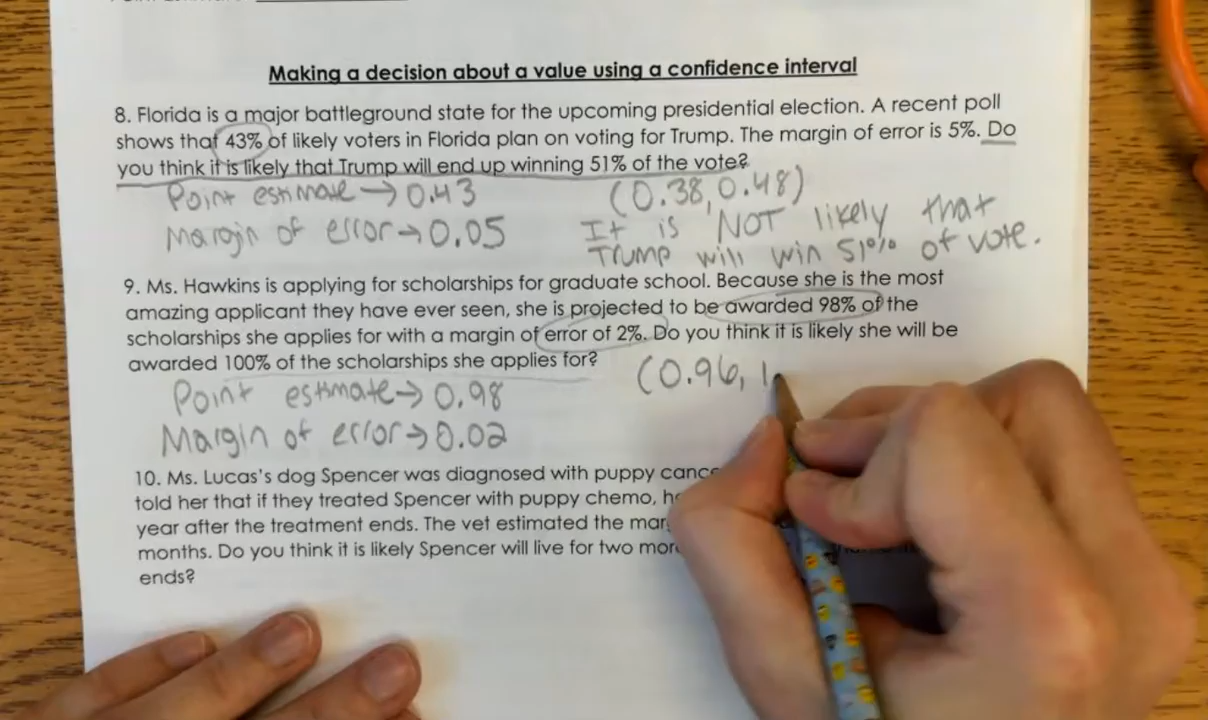 Making a decision about a value using a confidence interval
8. Florida is a major battleground state for the upcoming presidential election. A recent poll
shows that 43% of likely voters in Florida plan on voting for Trump. The margin of error is 5%. Do
you think it is likely that Trump will end up winning 51% of the vote?
Point estimate → 0.43
(0.38, 0.48)
Margin of error → 0.05
It is NOT likely that
Trump will win 51% of vote.
9. Ms. Hawkins is applying for scholarships for graduate school. Because she is the most
amazing applicant they have ever seen, she is projected to be awarded 98% of the
scholarships she applies for with a margin of error of 2%. Do you think it is likely she will be
awarded 100% of the scholarships she applies for?
(0.96, 1.
Point estimate → 0.98
Margin of error → 0.02
10. Ms. Lucas's dog Spencer was diagnosed with puppy
told her that if they treated Spencer with puppy chemo,
year after the treatment ends. The vet estimated the
months. Do you think it is likely Spencer will live for two
ends?